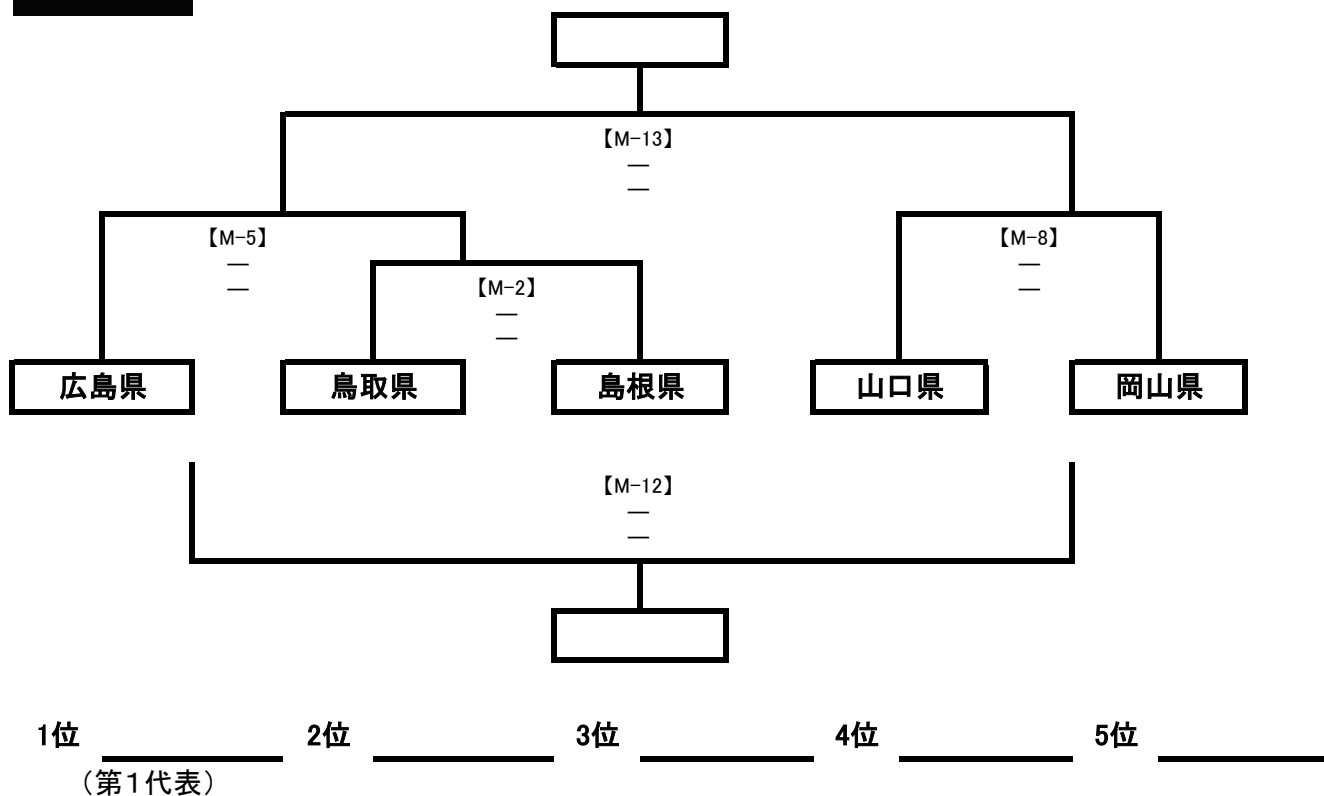 【M-13】
—
—
【M-5】
—
—
【M-8】
—
—
【M-2】
—
—
広島県 鳥取県 島根県 山口県 岡山県
【M-12】
—
—
1位 2位 3位 4位 5位
（第1代表）